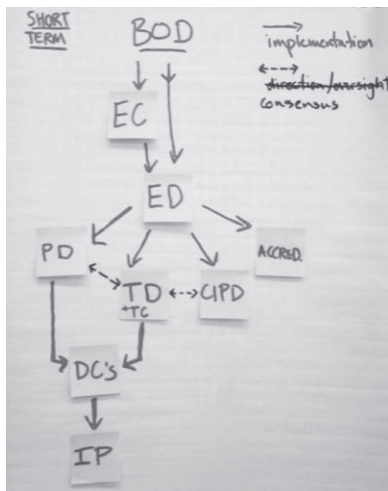 SHORT
TERM
BOD
implementation
direction/oversight
consensus
EC
ED
PD
TD
+TC
CIPD
ACCRED.
DC's
IP